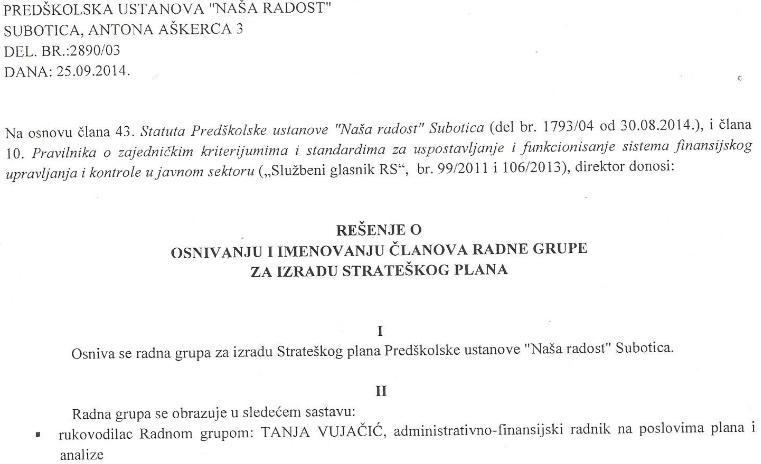 PREDŠKOLSKA USTANOVA "NAŠA RADOST"
SUBOTICA, ANTONA AŠKERCA 3
DEL. BR.:2890/03
DANA: 25.09.2014.
Na osnovu člana 43. Statuta Predškolske ustanove "Naša radost" Subotica (del br. 1793/04 od 30.08.2014.), i člana
10. Pravilnika o zajedničkim kriterijumima i standardima za uspostavljanje i funkcionisanje sistema finansijskog
upravljanja i kontrole u javnom sektoru („Službeni glasnik RS“, br. 99/2011 i 106/2013), direktor donosi:
REŠENJE O
OSNIVANJU I IMENOVANJU ČLANOVA RADNE GRUPE
ZA IZRADU STRATEŠKOG PLANA
I
Osniva se radna grupa za izradu Strateškog plana Predškolske ustanove "Naša radost" Subotica.
II
Radna grupa se obrazuje u sledećem sastavu:
▪ rukovodilac Radnom grupom: TANJA VUJAČIĆ, administrativno-finansijski radnik na poslovima plana i
analize